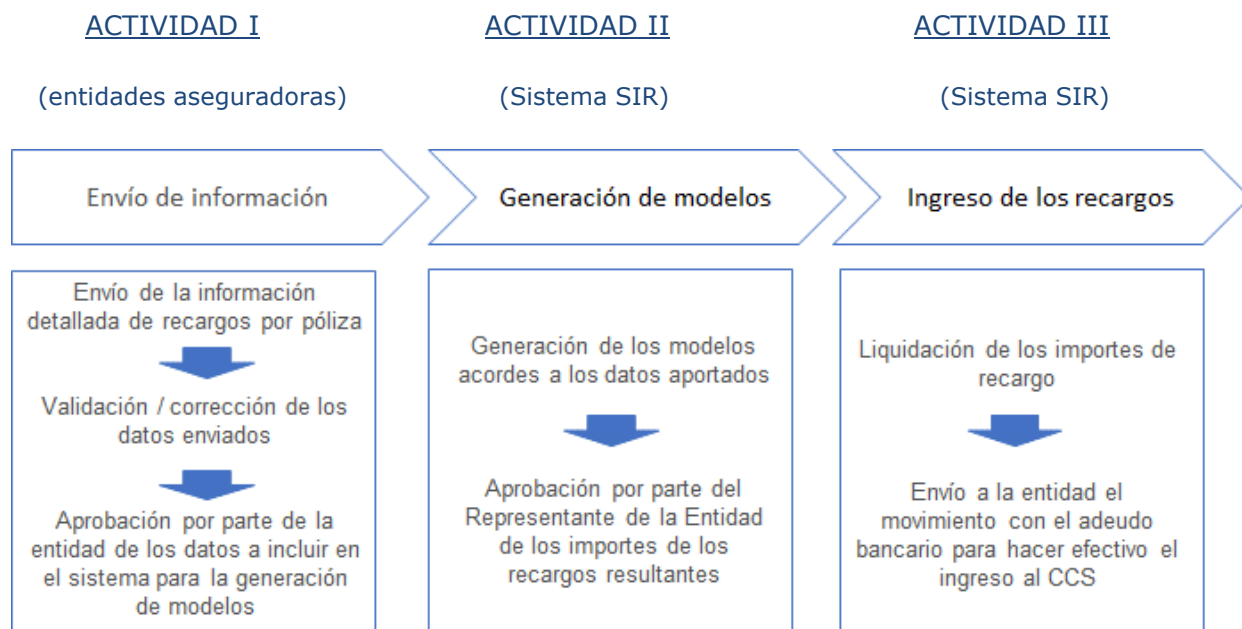 ACTIVIDAD I
(entidades aseguradoras)
Envío de información
Envío de la información
detallada de recargos por póliza
Validación / corrección de los
datos enviados
Aprobación por parte de la
entidad de los datos a incluir en
el sistema para la generación
de modelos
ACTIVIDAD II
(Sistema SIR)
Generación de modelos
Generación de los modelos
acordes a los datos aportados
Aprobación por parte del
Representante de la Entidad
de los importes de los
recargos resultantes
ACTIVIDAD III
(Sistema SIR)
Ingreso de los recargos
Liquidación de los importes de
recargo
Envío a la entidad el
movimiento con el adeudo
bancario para hacer efectivo el
ingreso al CCS